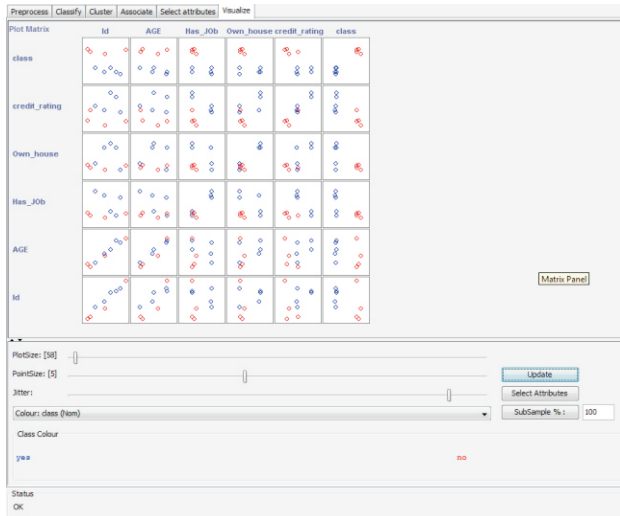 Preprocess Classify Cluster Associate Select attributes Visualize
Plot Matrix Id AGE Has_JOb Own_house credit_rating class
class
credit_rating
Own_house
Has_JOb
AGE
Id
Matrix Panel
PlotSize: [58]
PointSize: [5] Update
Jitter: Select Attributes
Colour: class (Nom) SubSample % : 100
Class Colour
yes no
Status
OK